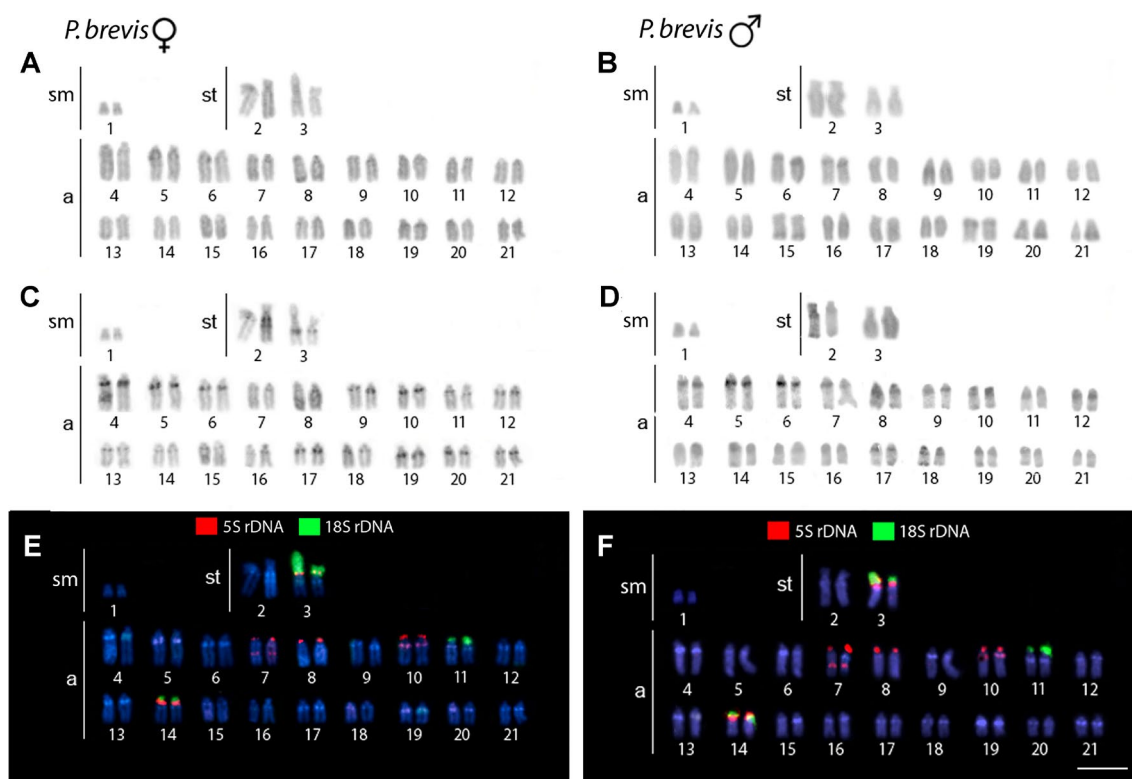 P. brevis ♀
P. brevis ♂
A
sm
1
st
2 3
a
4 5 6 7 8 9 10 11 12
13 14 15 16 17 18 19 20 21
B
sm
1
st
2 3
a
4 5 6 7 8 9 10 11 12
13 14 15 16 17 18 19 20 21
C
sm
1
st
2 3
a
4 5 6 7 8 9 10 11 12
13 14 15 16 17 18 19 20 21
D
sm
1
st
2 3
a
4 5 6 7 8 9 10 11 12
13 14 15 16 17 18 19 20 21
5S rDNA 18S rDNA
E
sm
1
st
2 3
a
4 5 6 7 8 9 10 11 12
13 14 15 16 17 18 19 20 21
5S rDNA 18S rDNA
F
sm
1
st
2 3
a
4 5 6 7 8 9 10 11 12
13 14 15 16 17 18 19 20 21